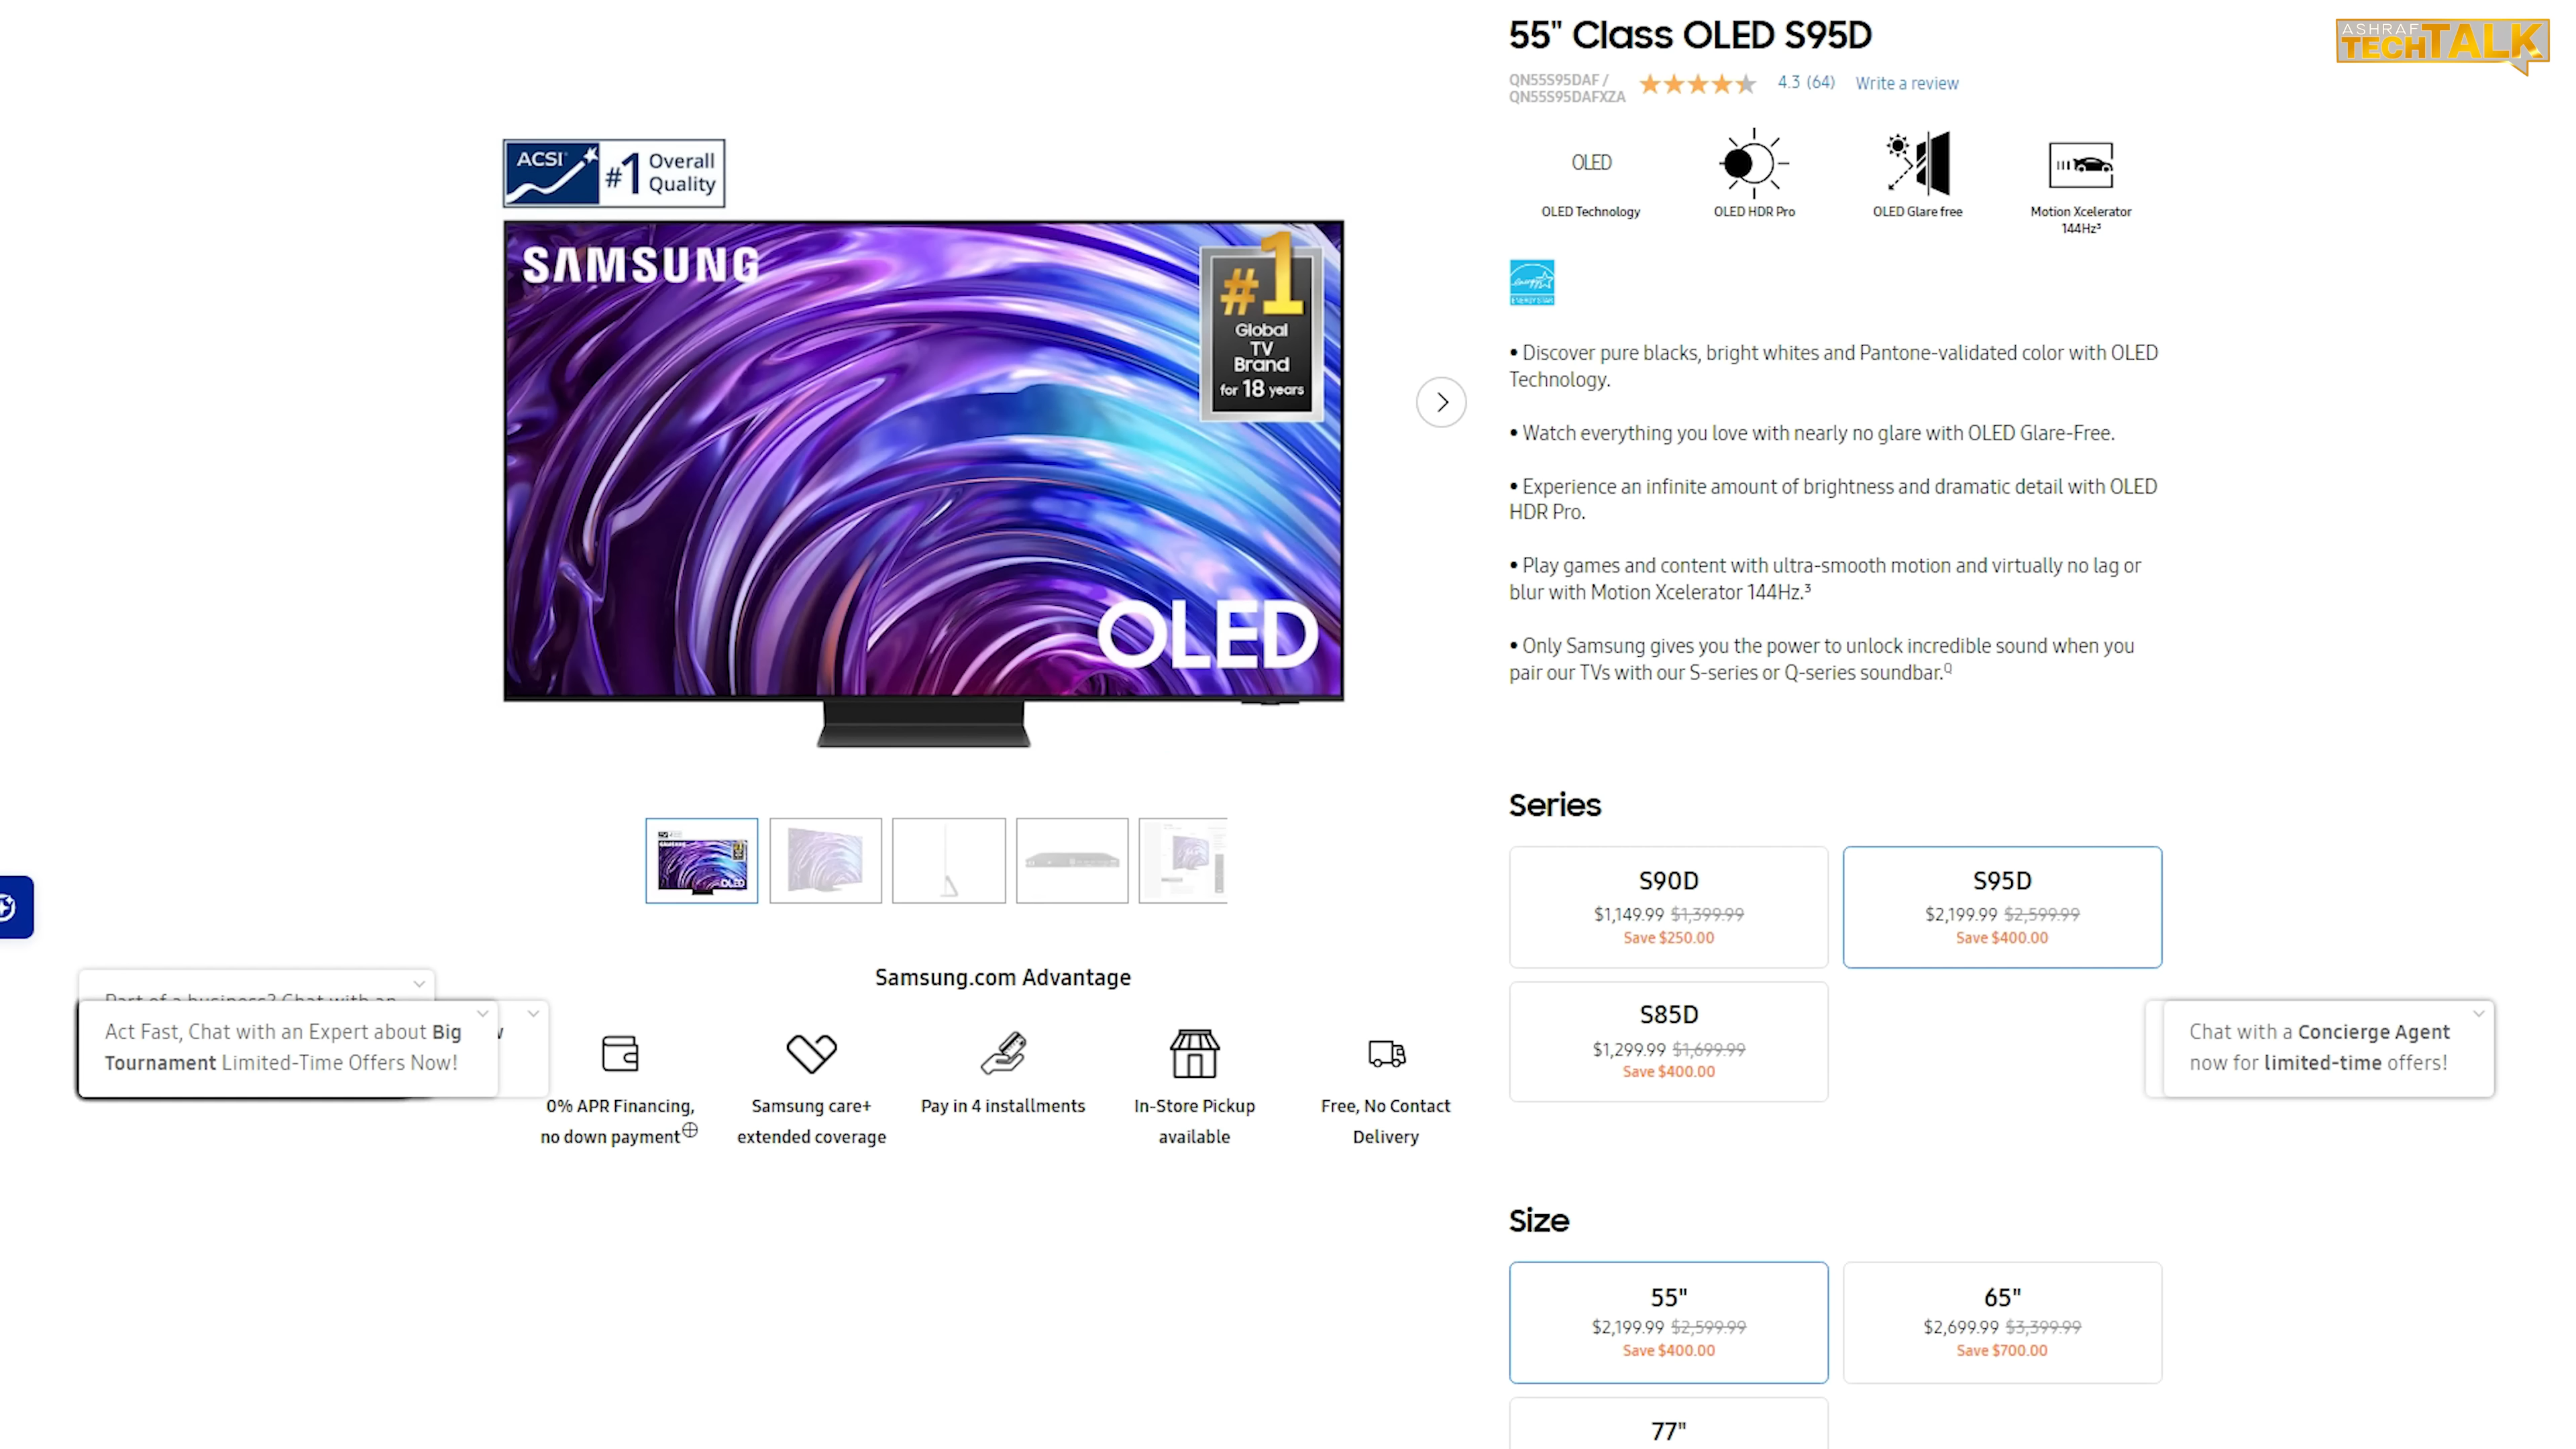 ASHRAF
TECHTALK
55" Class OLED S95D
QN55S95DAF /
QN55S95DAFXZA
4.3 (64) Write a review
OLED
OLED Technology
OLED HDR Pro
OLED Glare free
Motion Xcelerator
144Hz³
ENERGY STAR
• Discover pure blacks, bright whites and Pantone-validated color with OLED
Technology.
• Watch everything you love with nearly no glare with OLED Glare-Free.
• Experience an infinite amount of brightness and dramatic detail with OLED
HDR Pro.
• Play games and content with ultra-smooth motion and virtually no lag or
blur with Motion Xcelerator 144Hz.³
• Only Samsung gives you the power to unlock incredible sound when you
pair our TVs with our S-series or Q-series soundbar.Q
ACSI
#1 Overall
Quality
SAMSUNG
#1
Global
TV
Brand
for 18 years
OLED
Series
S90D
$1,149.99 $1,399.99
Save $250.00
S95D
$2,199.99 $2,599.99
Save $400.00
S85D
$1,299.99 $1,699.99
Save $400.00
Size
55"
$2,199.99 $2,599.99
Save $400.00
65"
$2,699.99 $3,399.99
Save $700.00
77"
Samsung.com Advantage
0% APR Financing,
no down payment⊕
Samsung care+
extended coverage
Pay in 4 installments
In-Store Pickup
available
Free, No Contact
Delivery
Part of a business? Chat with an
Act Fast, Chat with an Expert about Big
Tournament Limited-Time Offers Now!
Chat with a Concierge Agent
now for limited-time offers!